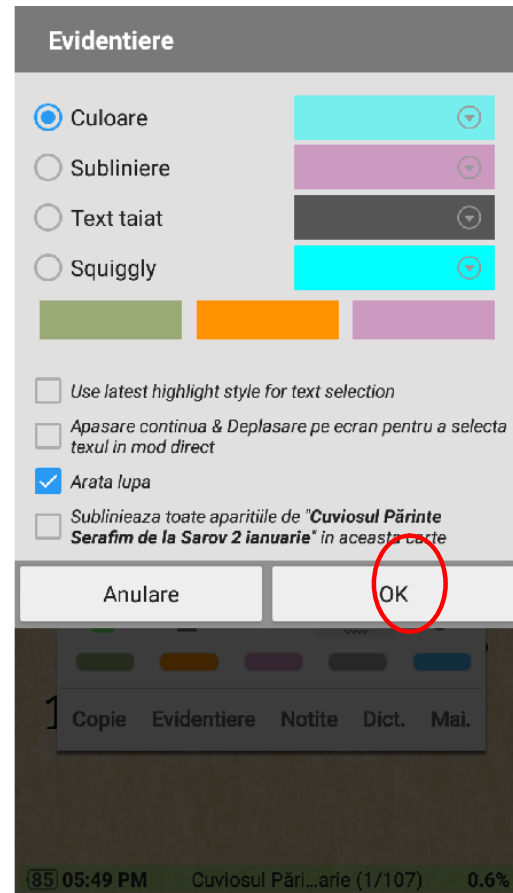 Evidentiere
Culoare
Subliniere
Text taiat
Squiggly
Use latest highlight style for text selection
Apasare continua & Deplasare pe ecran pentru a selecta
texul in mod direct
Arata lupa
Sublinieaza toate aparitiile de "Cuviosul Părinte
Serafim de la Sarov 2 ianuarie" in aceasta carte
Anulare OK
1
Copie Evidentiere Notite Dict. Mai.
85 05:49 PM Cuviosul Pări...arie (1/107) 0.6%